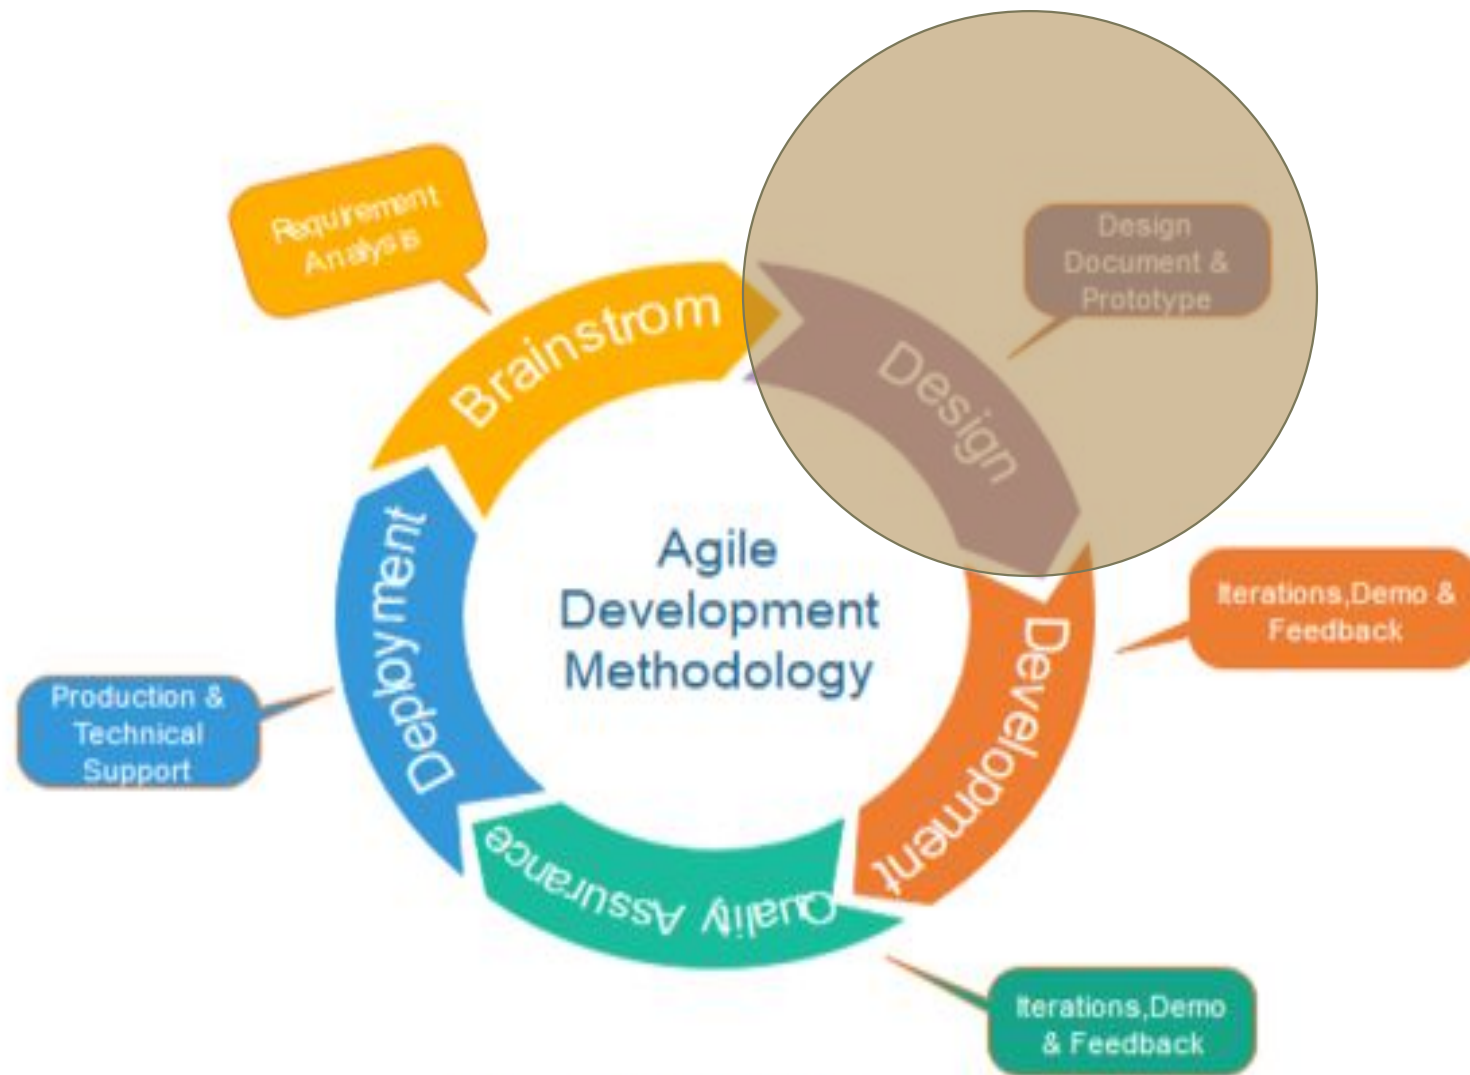 Requirement
Analysis
Brainstrom
Design
Document &
Prototype
Design
Agile
Development
Methodology
Iterations,Demo &
Feedback
Development
Deployment
Production &
Technical
Support
Quality Assurance
Iterations,Demo
& Feedback